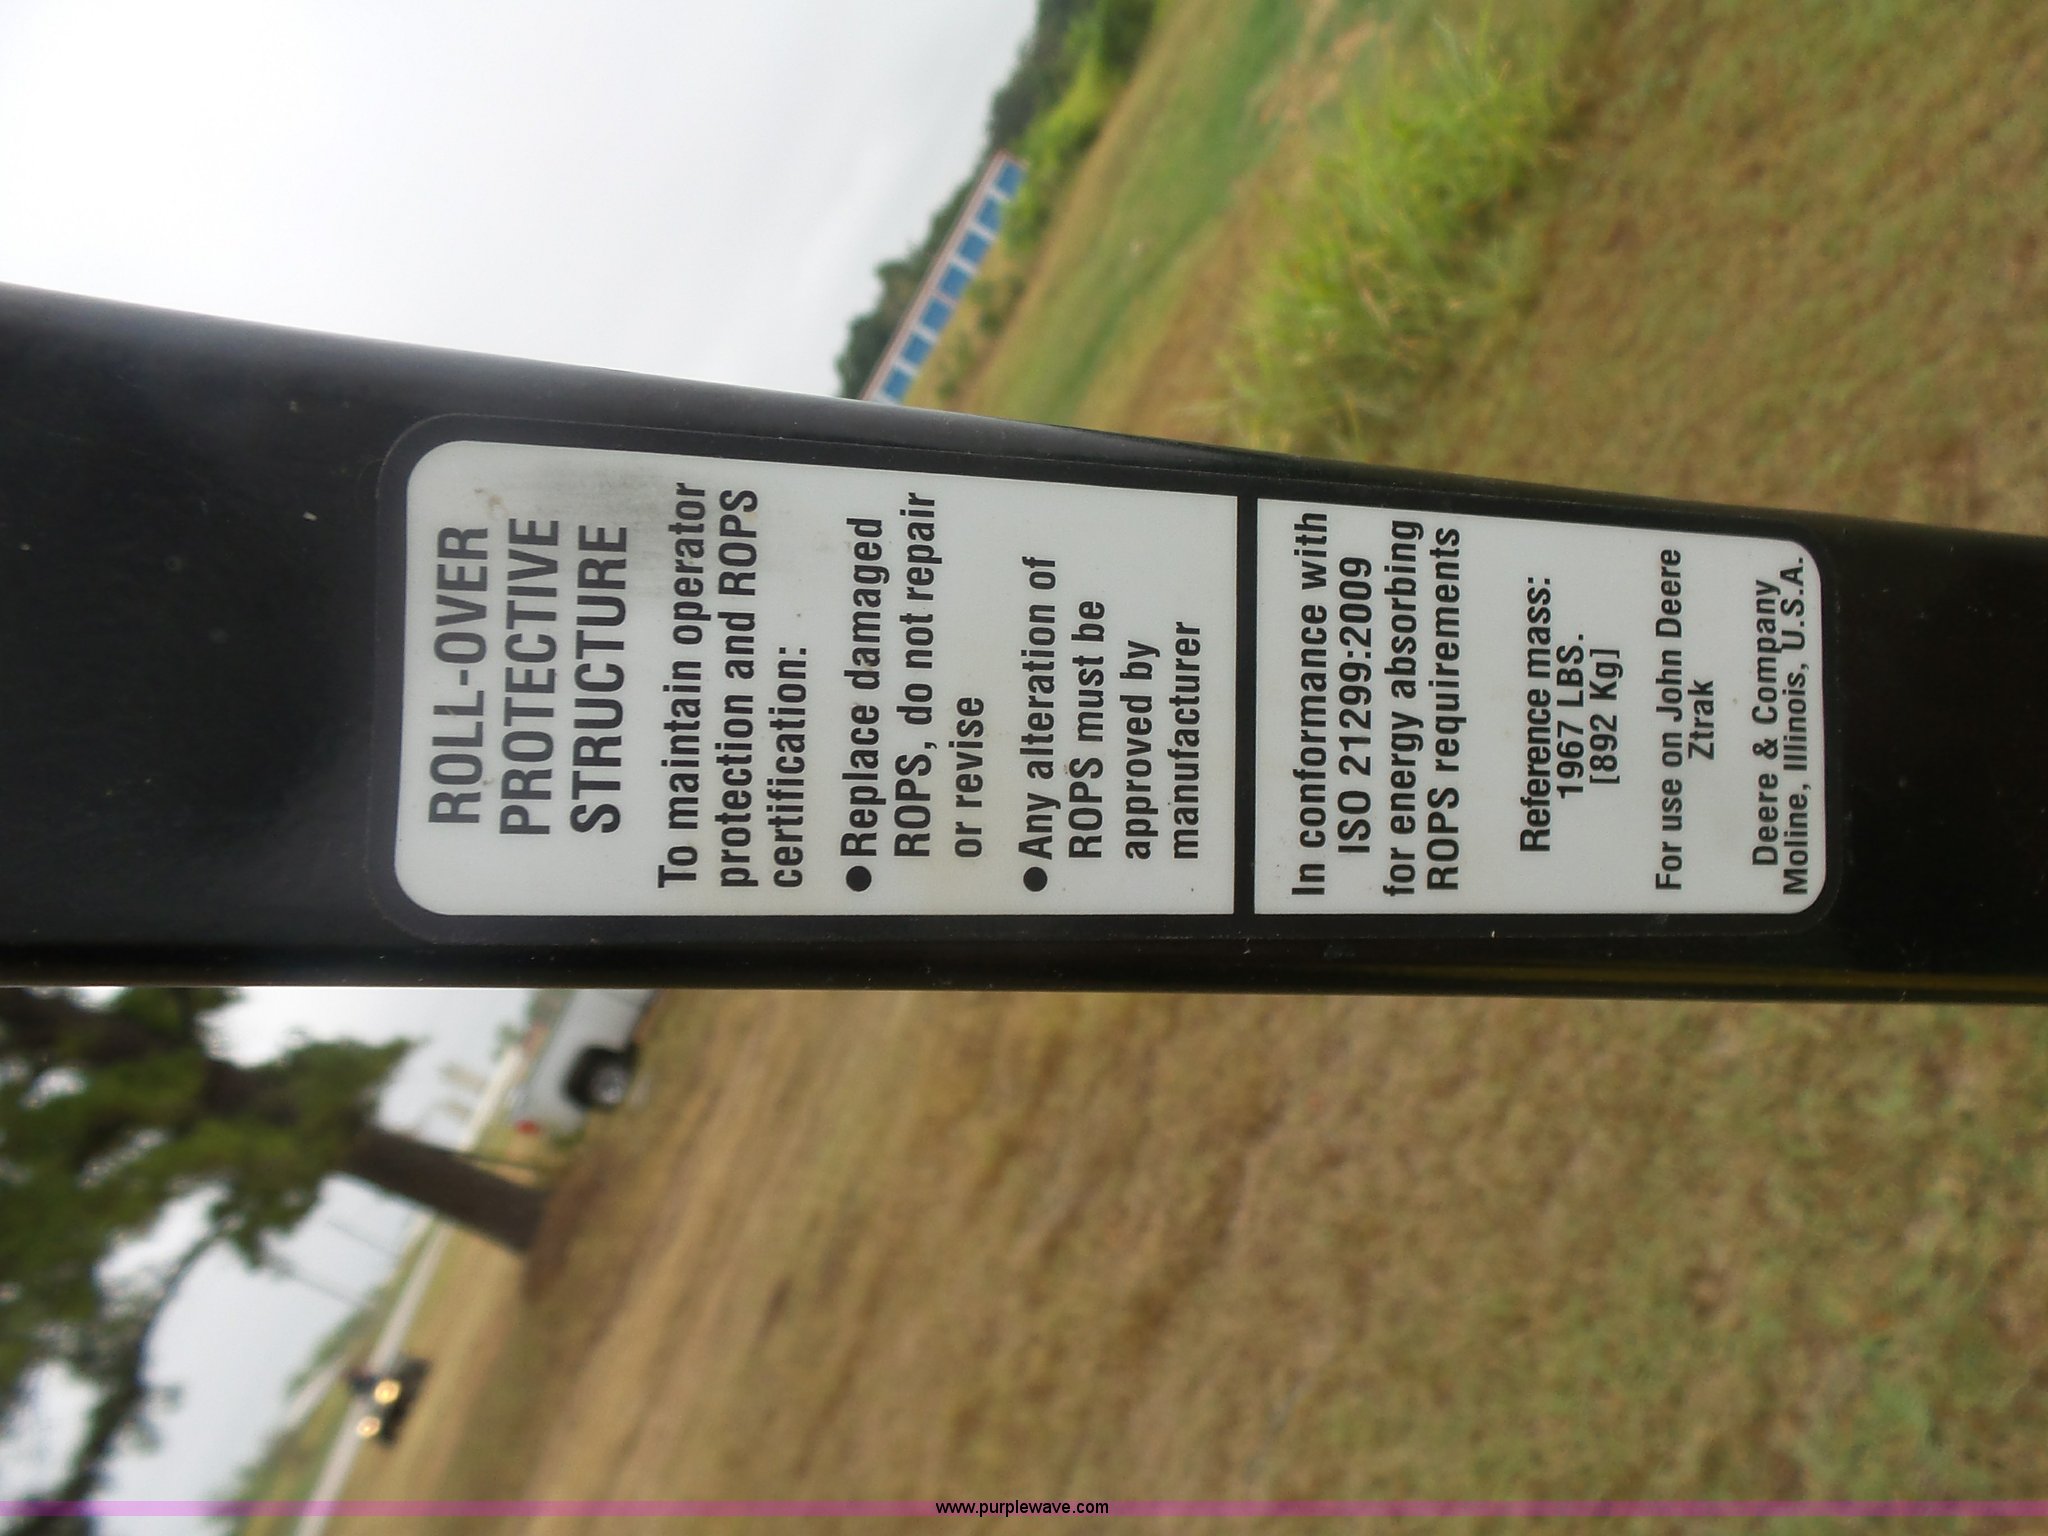 ROLL-OVER
PROTECTIVE
STRUCTURE
To maintain operator
protection and ROPS
certification:
●Replace damaged
ROPS, do not repair
or revise
●Any alteration of
ROPS must be
approved by
manufacturer
In conformance with
ISO 21299:2009
for energy absorbing
ROPS requirements
Reference mass:
1967 LBS.
[892 Kg]
For use on John Deere
Ztrak
Deere & Company
Moline, Illinois, U.S.A.
www.purplewave.com